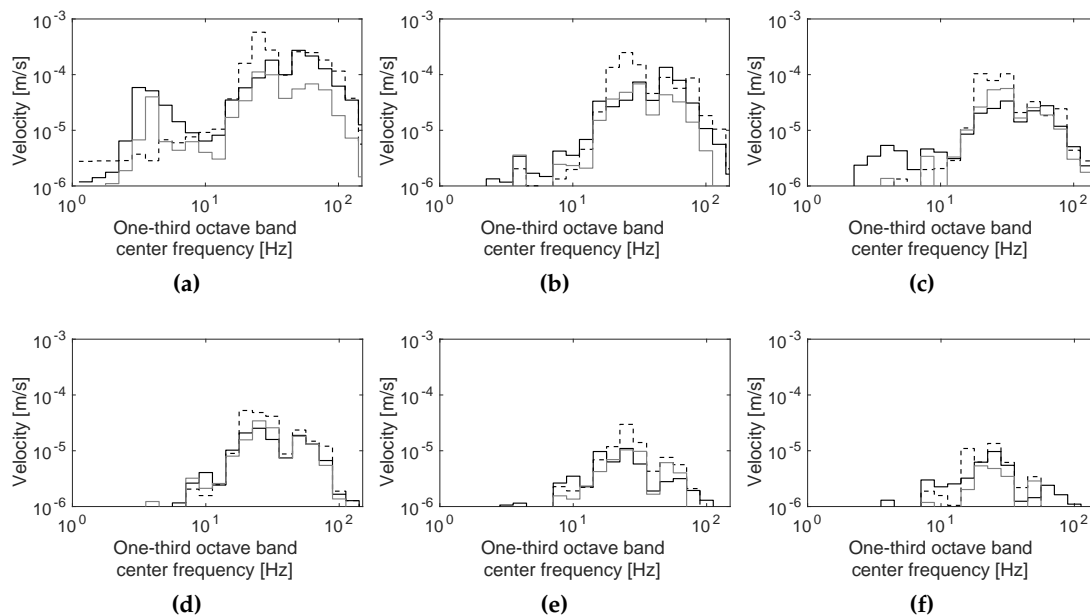 10^-3
10^-4
10^-5
10^-6
Velocity [m/s]
10^0 10^1 10^2
One-third octave band
center frequency [Hz]
(a)
10^-3
10^-4
10^-5
10^-6
Velocity [m/s]
10^0 10^1 10^2
One-third octave band
center frequency [Hz]
(b)
10^-3
10^-4
10^-5
10^-6
Velocity [m/s]
10^0 10^1 10^2
One-third octave band
center frequency [Hz]
(c)
10^-3
10^-4
10^-5
10^-6
Velocity [m/s]
10^0 10^1 10^2
One-third octave band
center frequency [Hz]
(d)
10^-3
10^-4
10^-5
10^-6
Velocity [m/s]
10^0 10^1 10^2
One-third octave band
center frequency [Hz]
(e)
10^-3
10^-4
10^-5
10^-6
Velocity [m/s]
10^0 10^1 10^2
One-third octave band
center frequency [Hz]
(f)